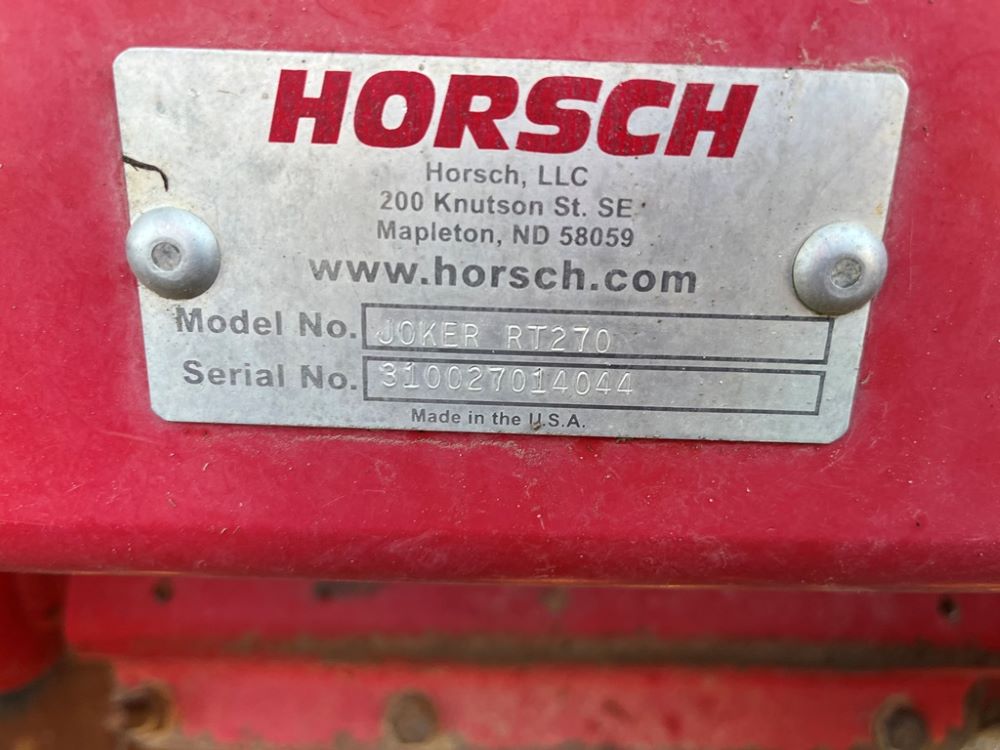 HORSCH
Horsch, LLC
200 Knutson St. SE
Mapleton, ND 58059
www.horsch.com
Model No. JOKER RT270
Serial No. 310027014044
Made in the U.S.A.